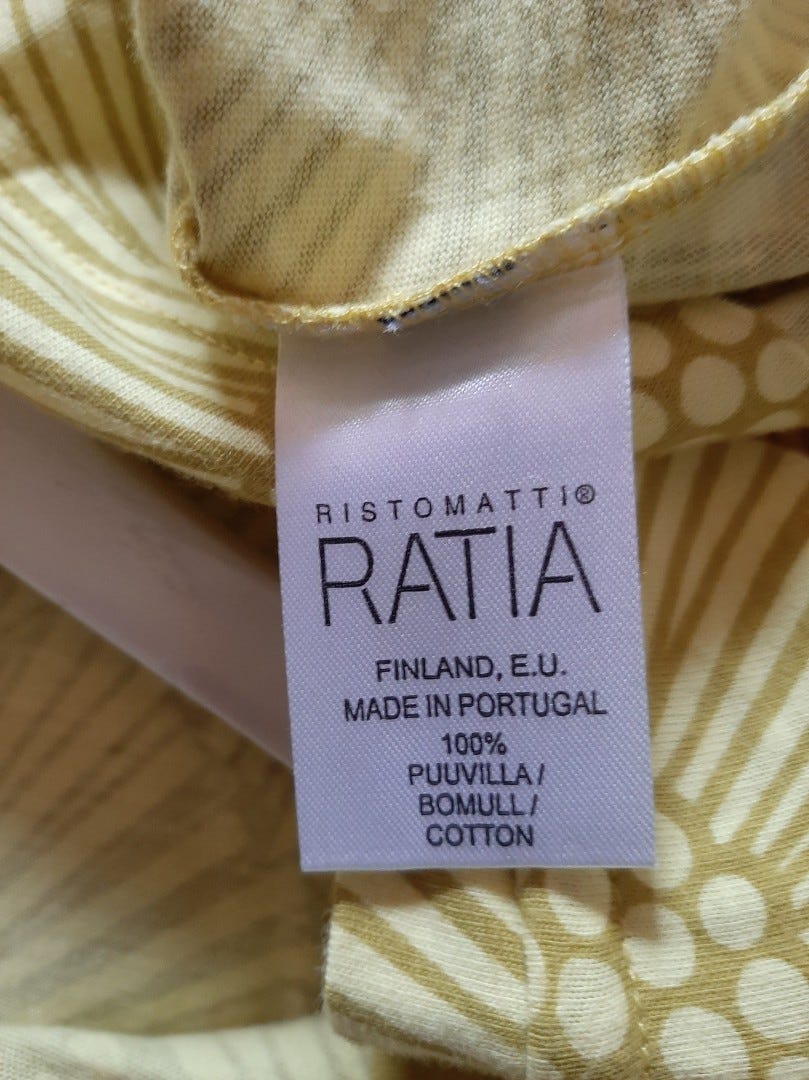 RISTOMATTI®
RATIA
FINLAND, E.U.
MADE IN PORTUGAL
100%
PUUVILLA /
BOMULL /
COTTON